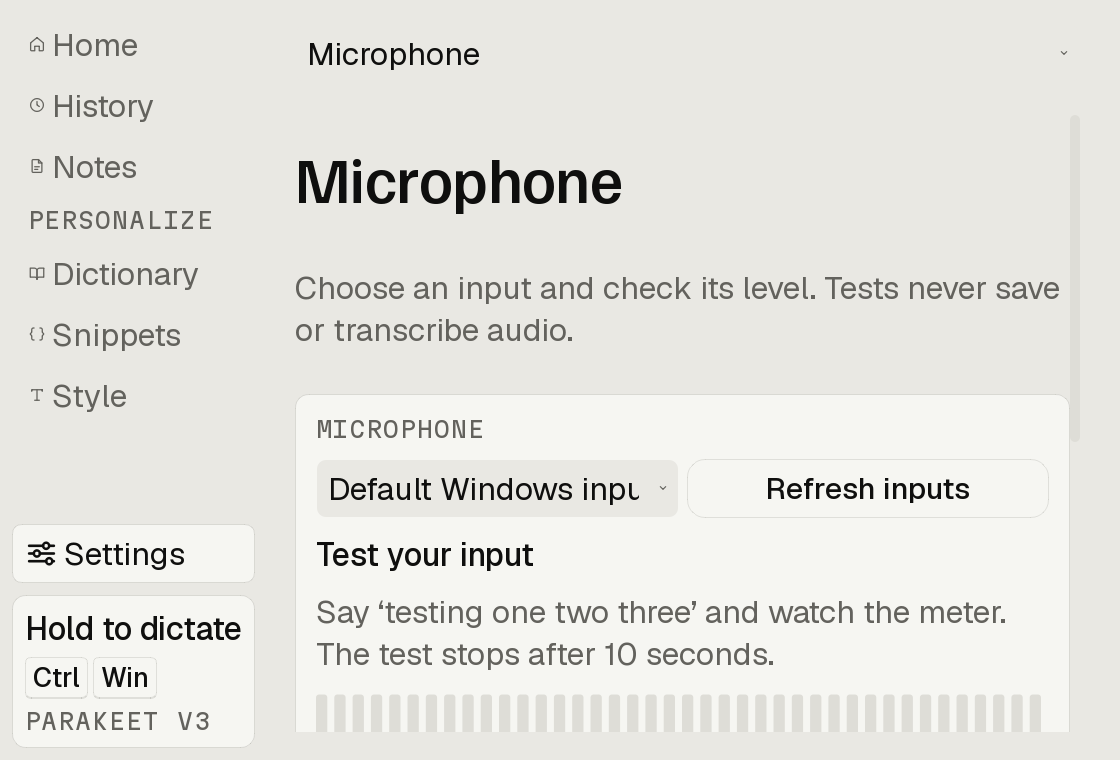 Home
History
Notes
PERSONALIZE
Dictionary
Snippets
Style
Settings
Hold to dictate
Ctrl Win
PARAKEET V3
Microphone
Microphone
Choose an input and check its level. Tests never save
or transcribe audio.
MICROPHONE
Default Windows inpu
Refresh inputs
Test your input
Say ‘testing one two three’ and watch the meter.
The test stops after 10 seconds.